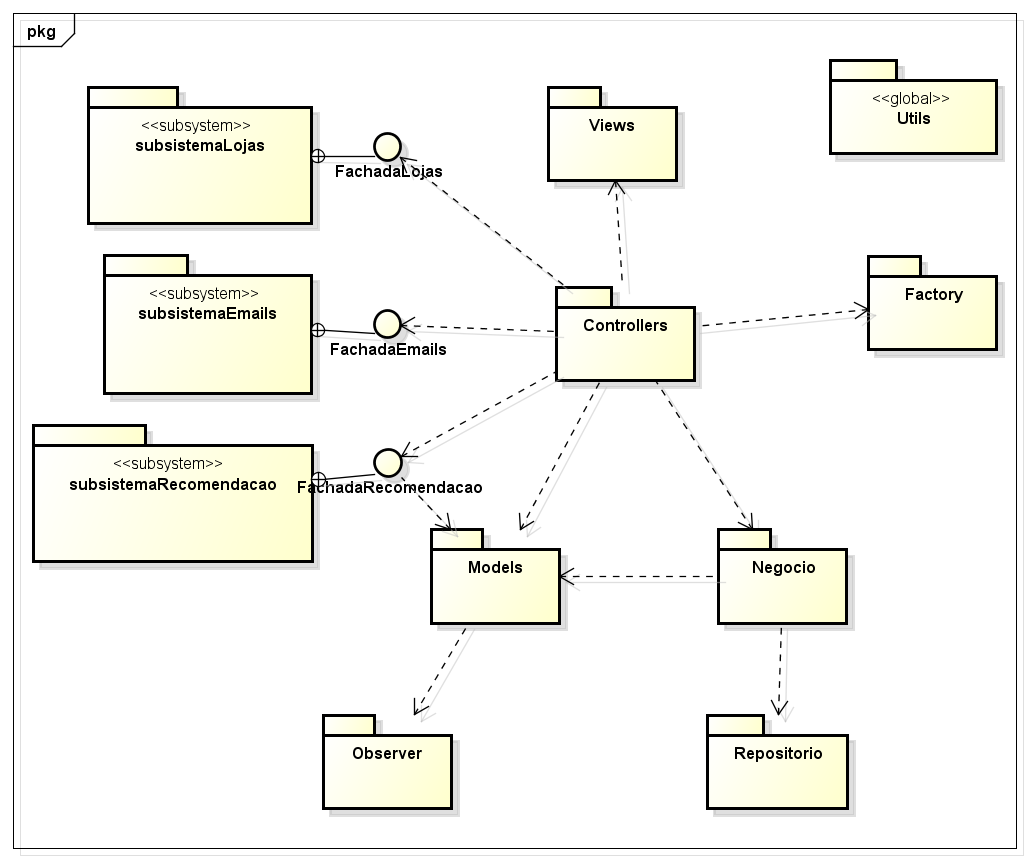 pkg
<<global>>
Utils
<<subsystem>>
subsistemaLojas
Views
FachadaLojas
<<subsystem>>
subsistemaEmails
Factory
Controllers
FachadaEmails
<<subsystem>>
subsistemaRecomendacao
FachadaRecomendacao
Models
Negocio
Observer
Repositorio